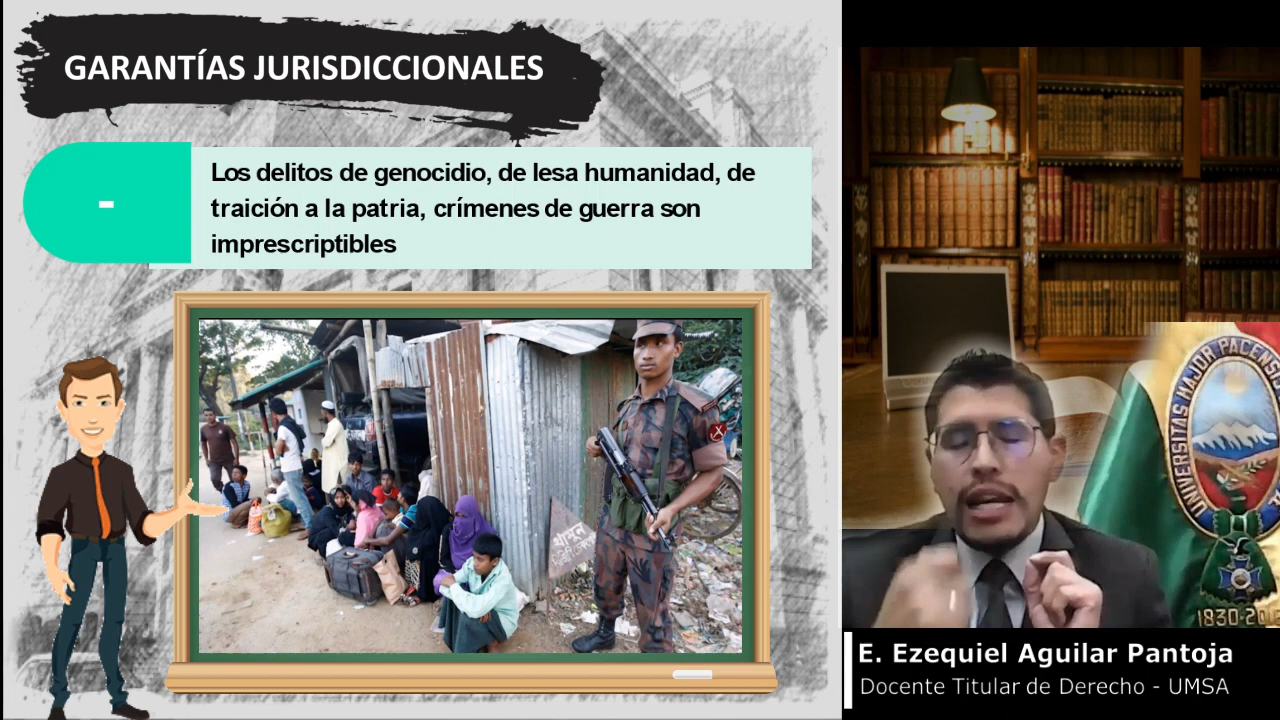 GARANTÍAS JURISDICCIONALES
-
Los delitos de genocidio, de lesa humanidad, de
traición a la patria, crímenes de guerra son
imprescriptibles
UNIVERSITAS MAJOR PACENSI
1830-20
E. Ezequiel Aguilar Pantoja
Docente Titular de Derecho - UMSA